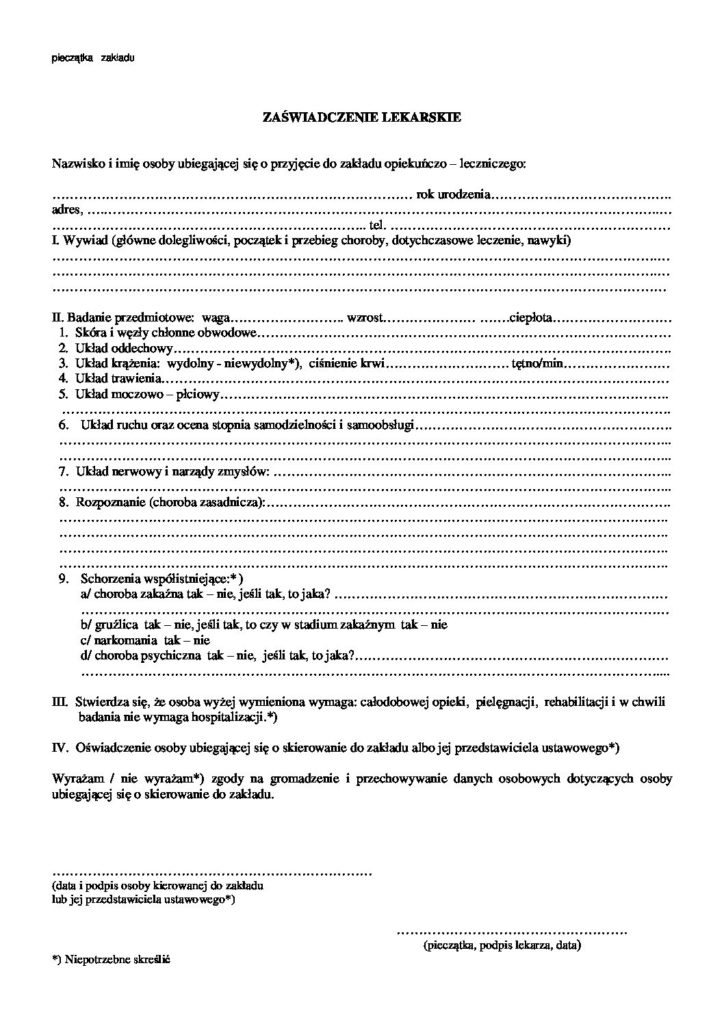 pieczątka zakładu
ZAŚWIADCZENIE LEKARSKIE
Nazwisko i imię osoby ubiegającej się o przyjęcie do zakładu opiekuńczo – leczniczego:
…………………………………………………………………… rok urodzenia…………………………………
adres, ……………………………………………………………………………………………………………
…………………………………………………………… tel. ……………………………………………………
I. Wywiad (główne dolegliwości, początek i przebieg choroby, dotychczasowe leczenie, nawyki)
……………………………………………………………………………………………………………………
……………………………………………………………………………………………………………………
……………………………………………………………………………………………………………………
II. Badanie przedmiotowe: waga…………………….. wzrost………………… …….ciepłota………………………
1. Skóra i węzły chłonne obwodowe………………………………………………………………………………
2. Układ oddechowy…………………………………………………………………………………………………
3. Układ krążenia: wydolny - niewydolny*), ciśnienie krwi……………………… tętno/min……………………
4. Układ trawienia……………………………………………………………………………………………………
5. Układ moczowo – płciowy………………………………………………………………………………………
……………………………………………………………………………………………………………………
6. Układ ruchu oraz ocena stopnia samodzielności i samoobsługi………………………………………………
……………………………………………………………………………………………………………………
……………………………………………………………………………………………………………………
7. Układ nerwowy i narządy zmysłów: ……………………………………………………………………………
……………………………………………………………………………………………………………………
8. Rozpoznanie (choroba zasadnicza):……………………………………………………………………………
……………………………………………………………………………………………………………………
……………………………………………………………………………………………………………………
……………………………………………………………………………………………………………………
……………………………………………………………………………………………………………………
9. Schorzenia współistniejące:*)
a/ choroba zakaźna tak – nie, jeśli tak, to jaka? ………………………………………………………………
……………………………………………………………………………………………………………………
b/ gruźlica tak – nie, jeśli tak, to czy w stadium zakaźnym tak – nie
c/ narkomania tak – nie
d/ choroba psychiczna tak – nie, jeśli tak, to jaka?……………………………………………………………
……………………………………………………………………………………………………………………
III. Stwierdza się, że osoba wyżej wymieniona wymaga: całodobowej opieki, pielęgnacji, rehabilitacji i w chwili
badania nie wymaga hospitalizacji.*)
IV. Oświadczenie osoby ubiegającej się o skierowanie do zakładu albo jej przedstawiciela ustawowego*)
Wyrażam / nie wyrażam*) zgody na gromadzenie i przechowywanie danych osobowych dotyczących osoby
ubiegającej się o skierowanie do zakładu.
……………………………………………………………
(data i podpis osoby kierowanej do zakładu
lub jej przedstawiciela ustawowego*)
……………………………………………
(pieczątka, podpis lekarza, data)
*) Niepotrzebne skreślić